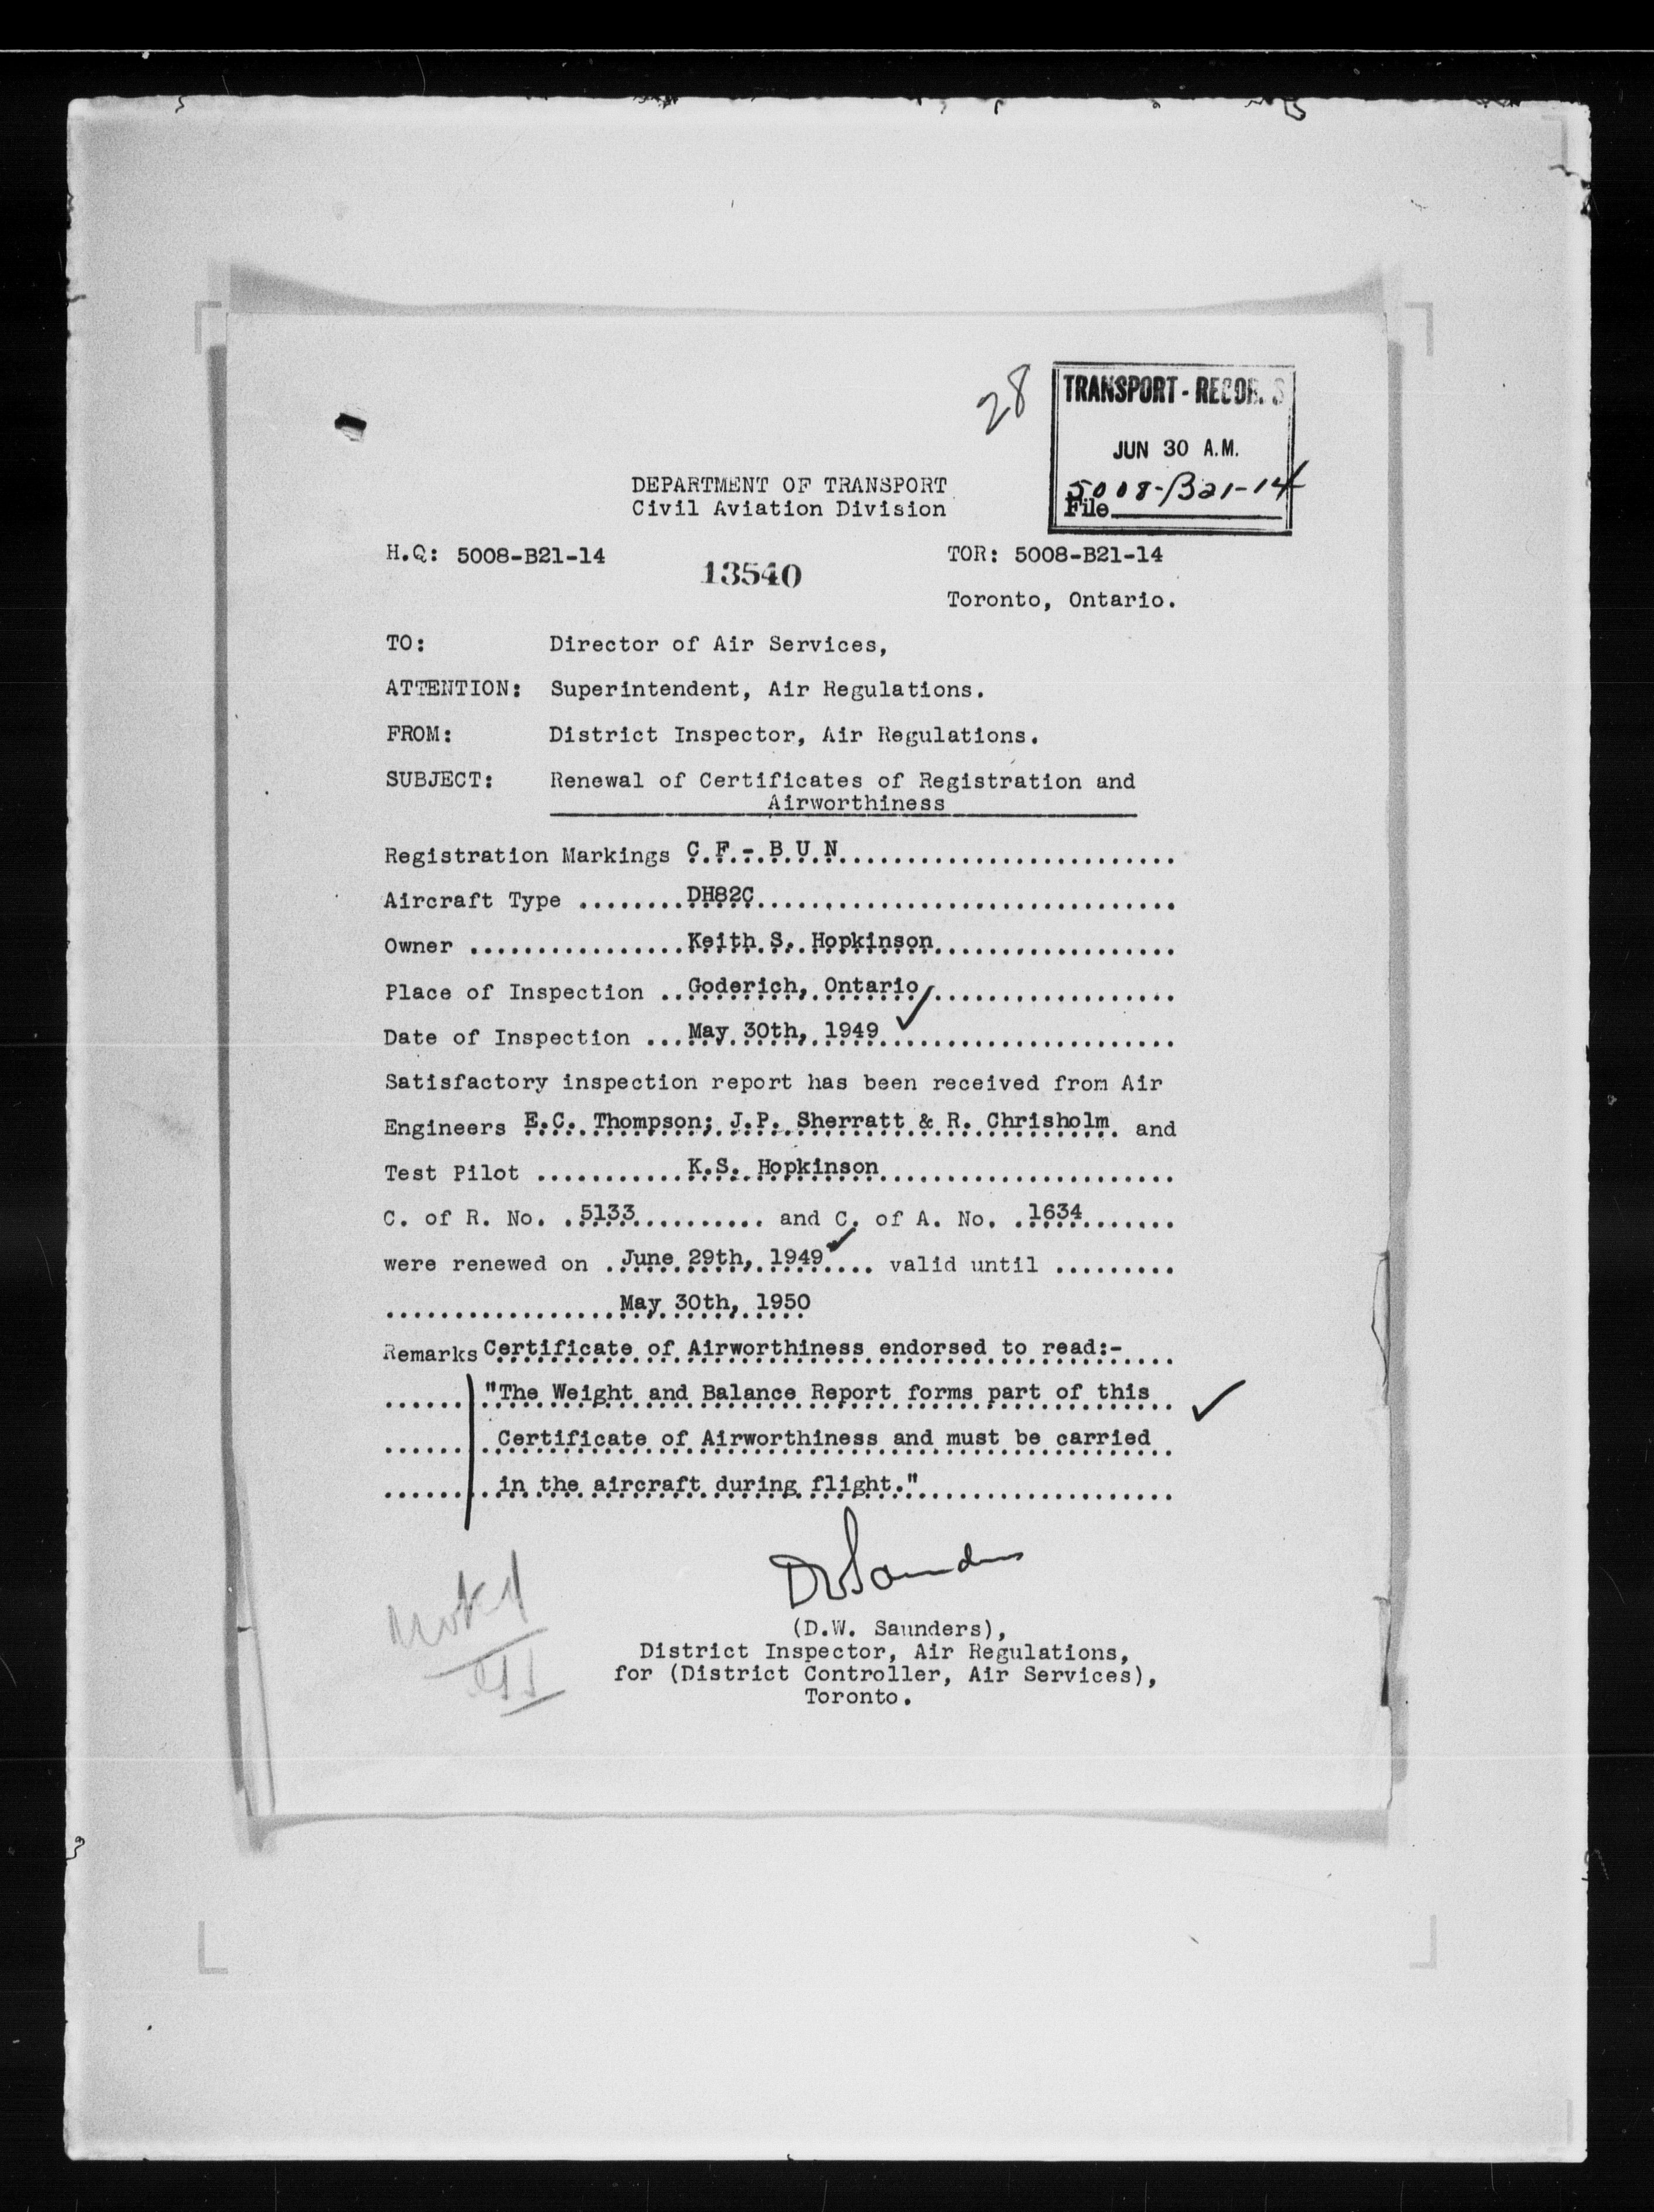 28
TRANSPORT - RECOR. S
JUN 30 A.M.
5008-B21-14
File
DEPARTMENT OF TRANSPORT
Civil Aviation Division
H.Q: 5008-B21-14
TOR: 5008-B21-14
13540
Toronto, Ontario.
TO: Director of Air Services,
ATTENTION: Superintendent, Air Regulations.
FROM: District Inspector, Air Regulations.
SUBJECT: Renewal of Certificates of Registration and
Airworthiness
Registration Markings C. F. - B U N
Aircraft Type DH82C
Owner Keith S. Hopkinson
Place of Inspection Goderich, Ontario
Date of Inspection May 30th, 1949
Satisfactory inspection report has been received from Air
Engineers E.C. Thompson; J.P. Sherratt & R. Chrisholm and
Test Pilot K.S. Hopkinson
C. of R. No. 5133 and C. of A. No. 1634
were renewed on June 29th, 1949 valid until
May 30th, 1950
Remarks Certificate of Airworthiness endorsed to read:-
"The Weight and Balance Report forms part of this
Certificate of Airworthiness and must be carried
in the aircraft during flight."
DWSaunders
(D.W. Saunders),
District Inspector, Air Regulations,
for (District Controller, Air Services),
Toronto.